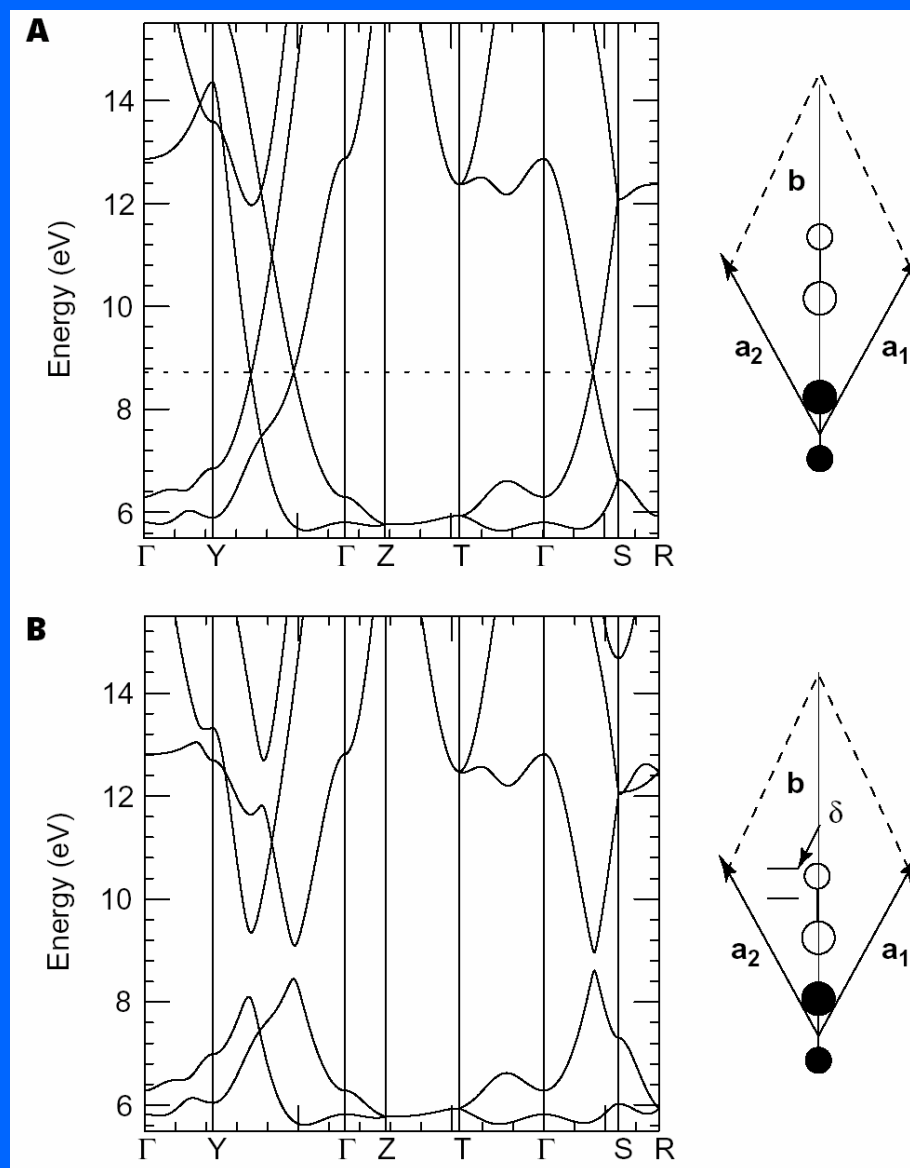 A
Energy (eV)
14
12
10
8
6
Γ Y Γ Z T Γ S R
b
a2
a1
B
Energy (eV)
14
12
10
8
6
Γ Y Γ Z T Γ S R
b
δ
a2
a1